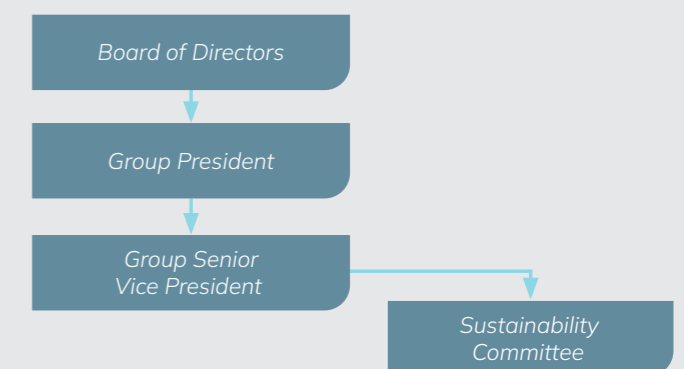 Board of Directors
Group President
Group Senior
Vice President
Sustainability
Committee